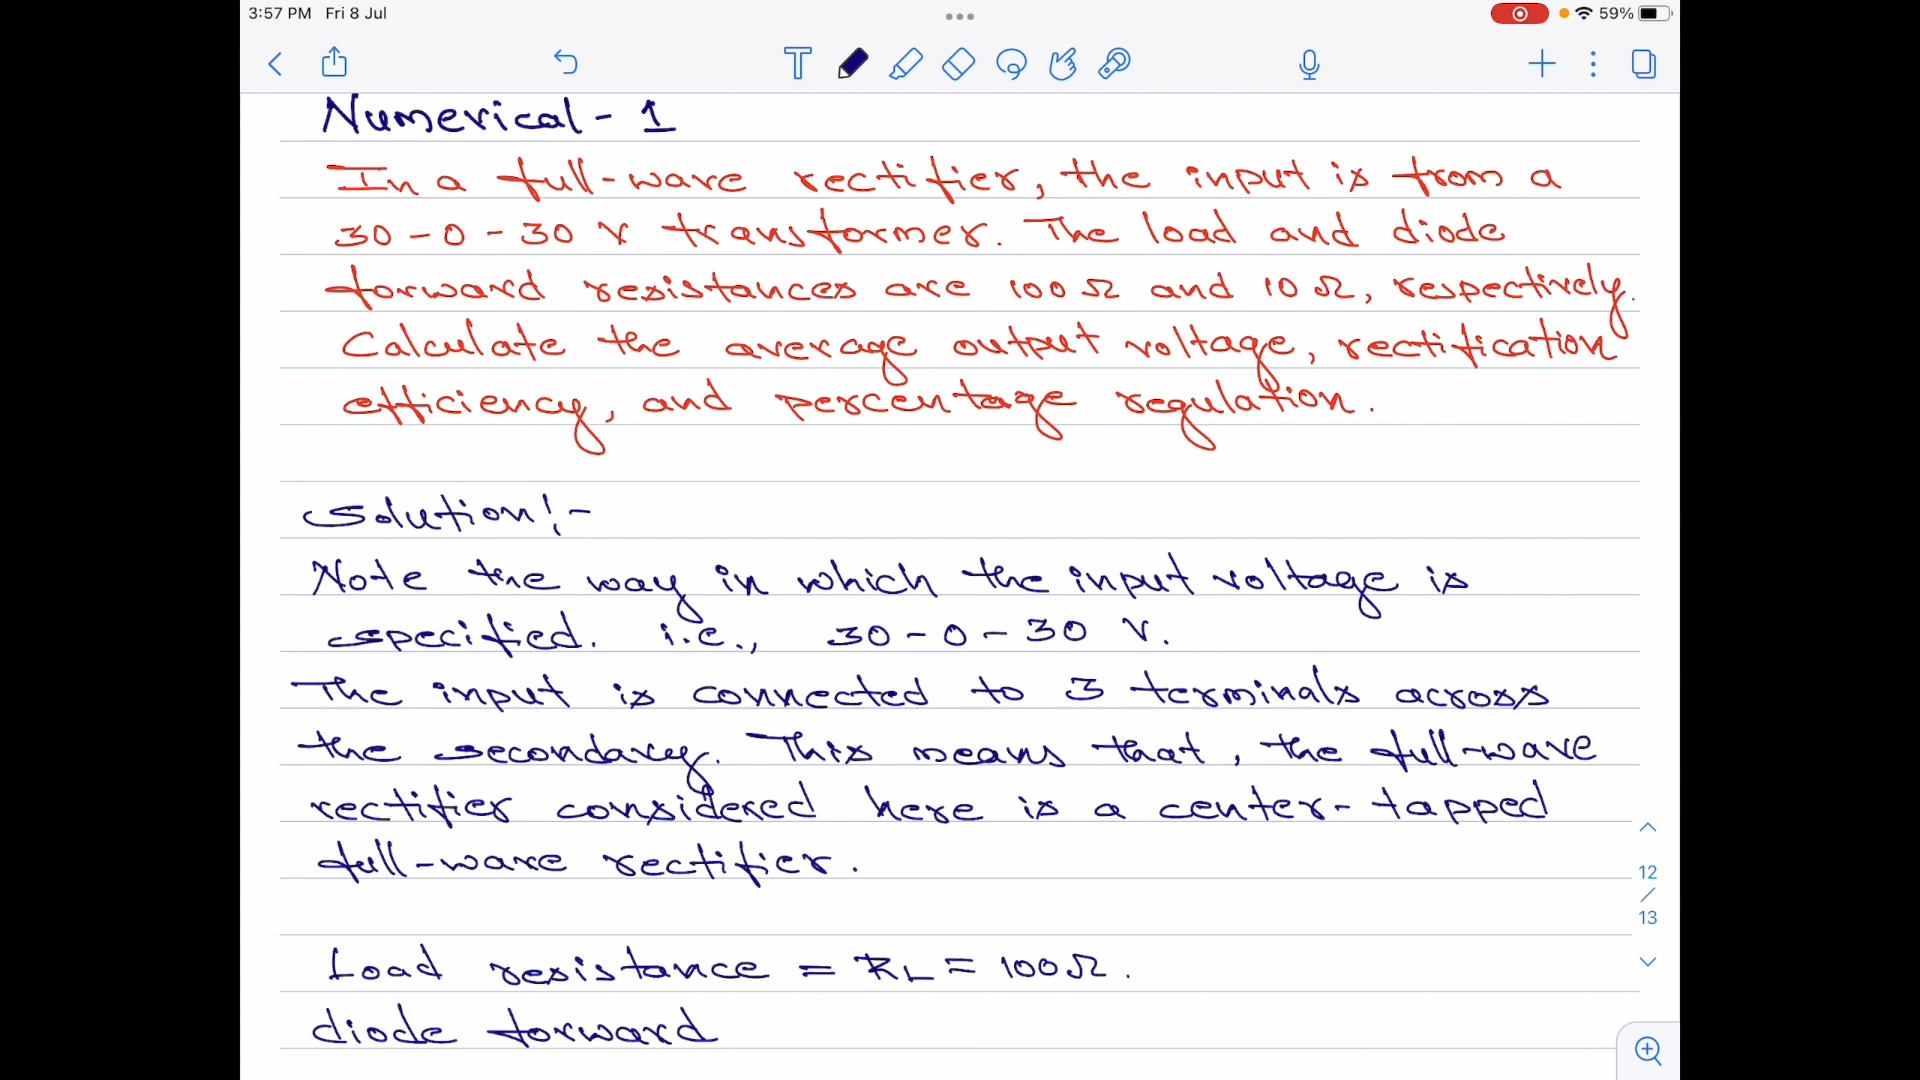 3:57 PM Fri 8 Jul
59%
Numerical - 1
In a full-wave rectifier, the input is from a
30-0-30 V transformer. The load and diode
forward resistances are 100 Ω and 10 Ω, respectively.
Calculate the average output voltage, rectification
efficiency, and percentage regulation.
Solution:-
Note the way in which the input voltage is
specified. i.e., 30-0-30 V.
The input is connected to 3 terminals across
the secondary. This means that, the full-wave
rectifier considered here is a center-tapped
full-wave rectifier.
12
/
13
Load resistance = RL = 100Ω.
diode forward